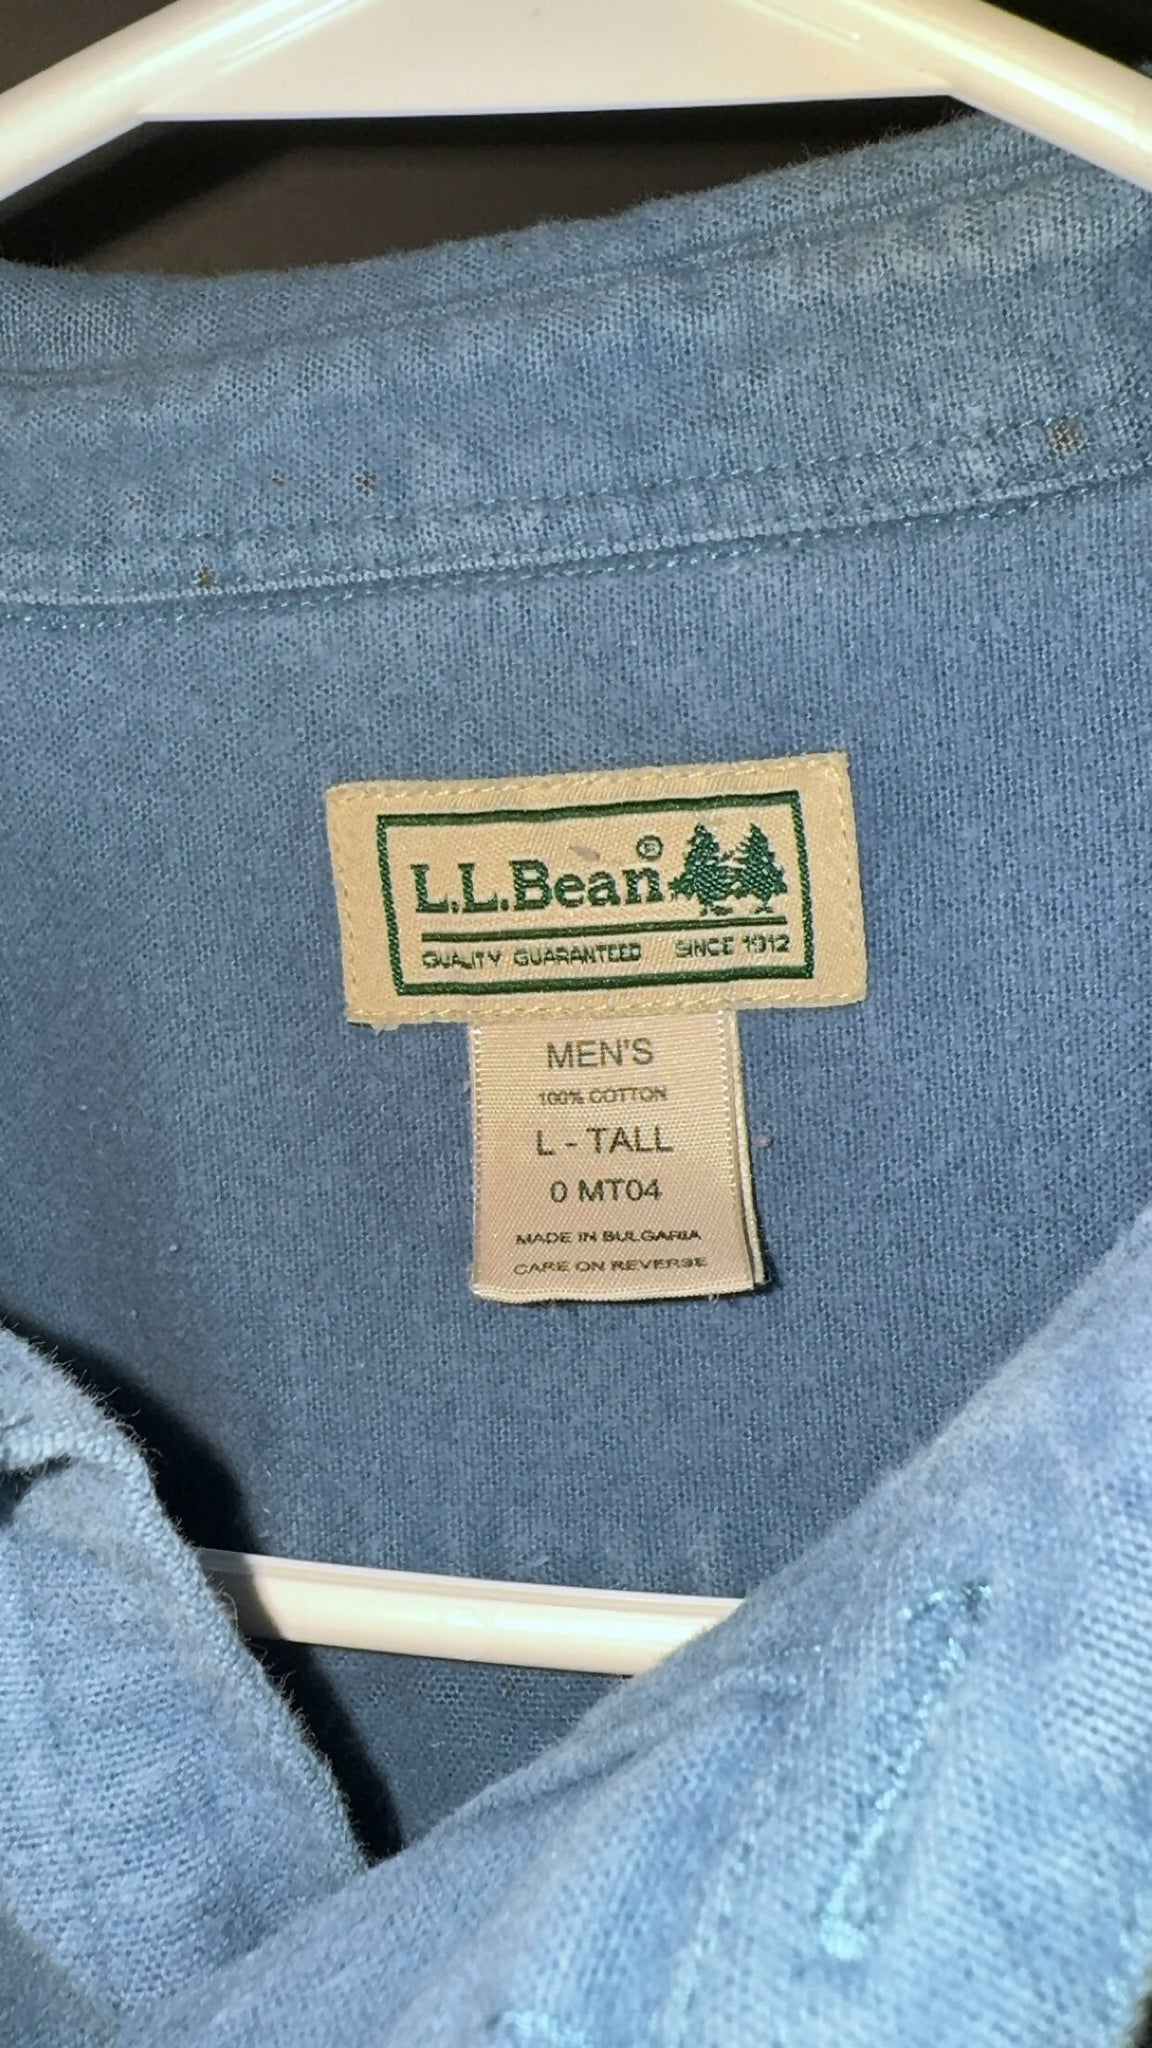 L.L.Bean®
QUALITY GUARANTEED SINCE 1912
MEN'S
100% COTTON
L - TALL
0 MT04
MADE IN BULGARIA
CARE ON REVERSE